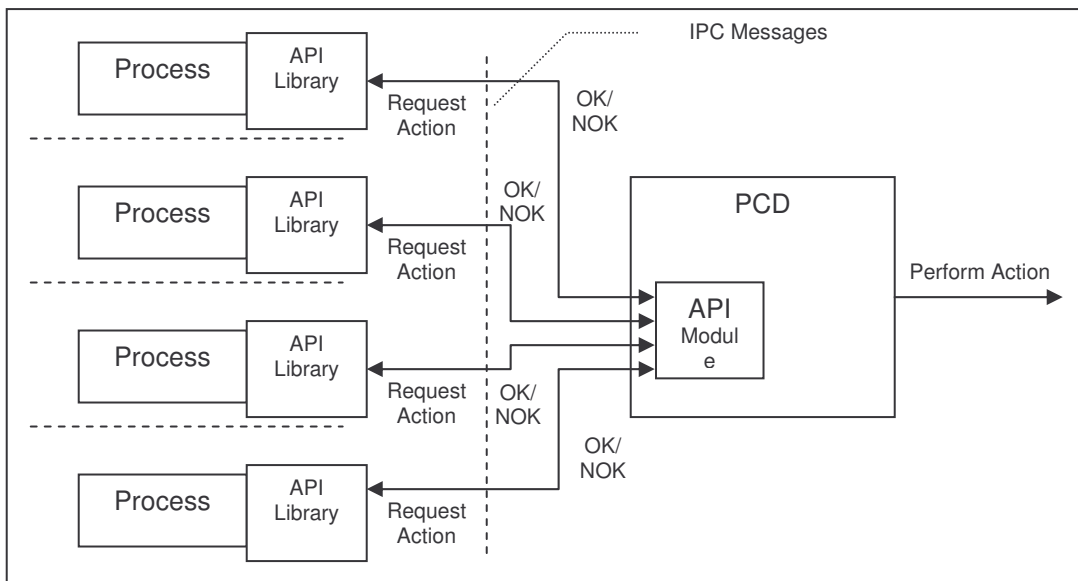 IPC Messages
Process
API
Library
Request
Action
OK/
NOK
Process
API
Library
Request
Action
OK/
NOK
PCD
API
Modul
e
Perform Action
Process
API
Library
Request
Action
OK/
NOK
Process
API
Library
Request
Action
OK/
NOK